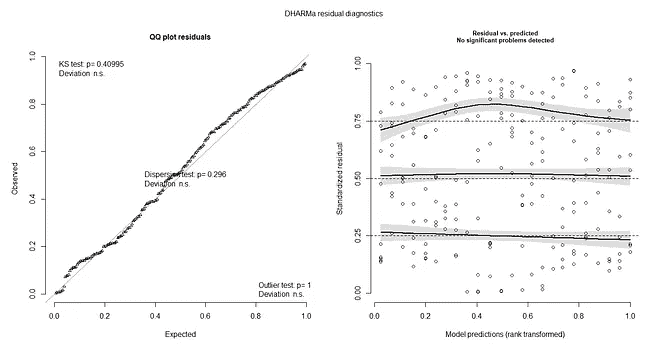 DHARMa residual diagnostics
QQ plot residuals
KS test: p= 0.40995
Deviation n.s.
Dispersion test: p= 0.296
Deviation n.s.
Outlier test: p= 1
Deviation n.s.
Observed
0.0
0.2
0.4
0.6
0.8
1.0
0.0
0.2
0.4
0.6
0.8
1.0
Expected
Residual vs. predicted
No significant problems detected
Standardized residual
0.00
0.25
0.50
0.75
1.00
0.0
0.2
0.4
0.6
0.8
1.0
Model predictions (rank transformed)